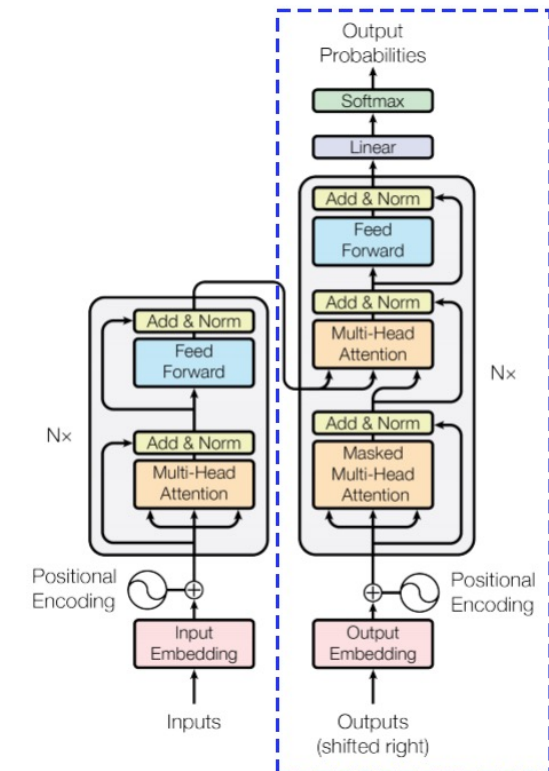 Output
Probabilities
Softmax
Linear
Add & Norm
Feed
Forward
Add & Norm
Multi-Head
Attention
Add & Norm
Masked
Multi-Head
Attention
N×
Add & Norm
Feed
Forward
Add & Norm
Multi-Head
Attention
N×
Positional
Encoding
Positional
Encoding
Input
Embedding
Output
Embedding
Inputs
Outputs
(shifted right)